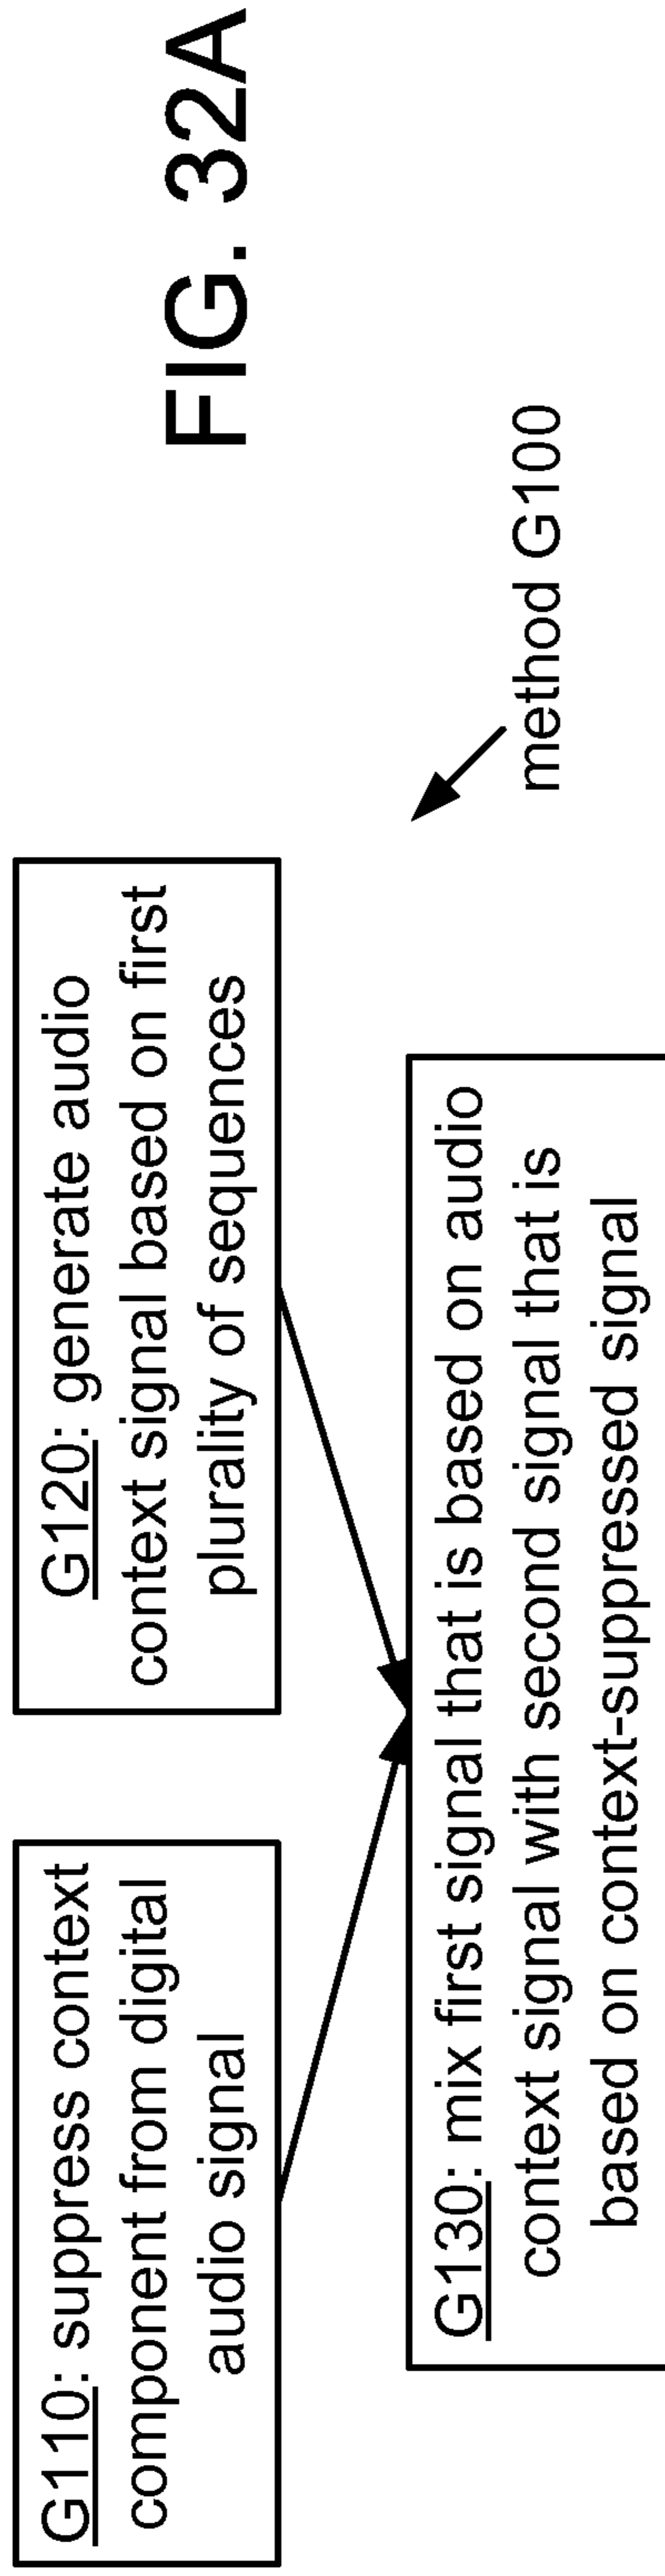 G110: suppress context
component from digital
audio signal
G120: generate audio
context signal based on first
plurality of sequences
G130: mix first signal that is based on audio
context signal with second signal that is
based on context-suppressed signal
method G100
FIG. 32A